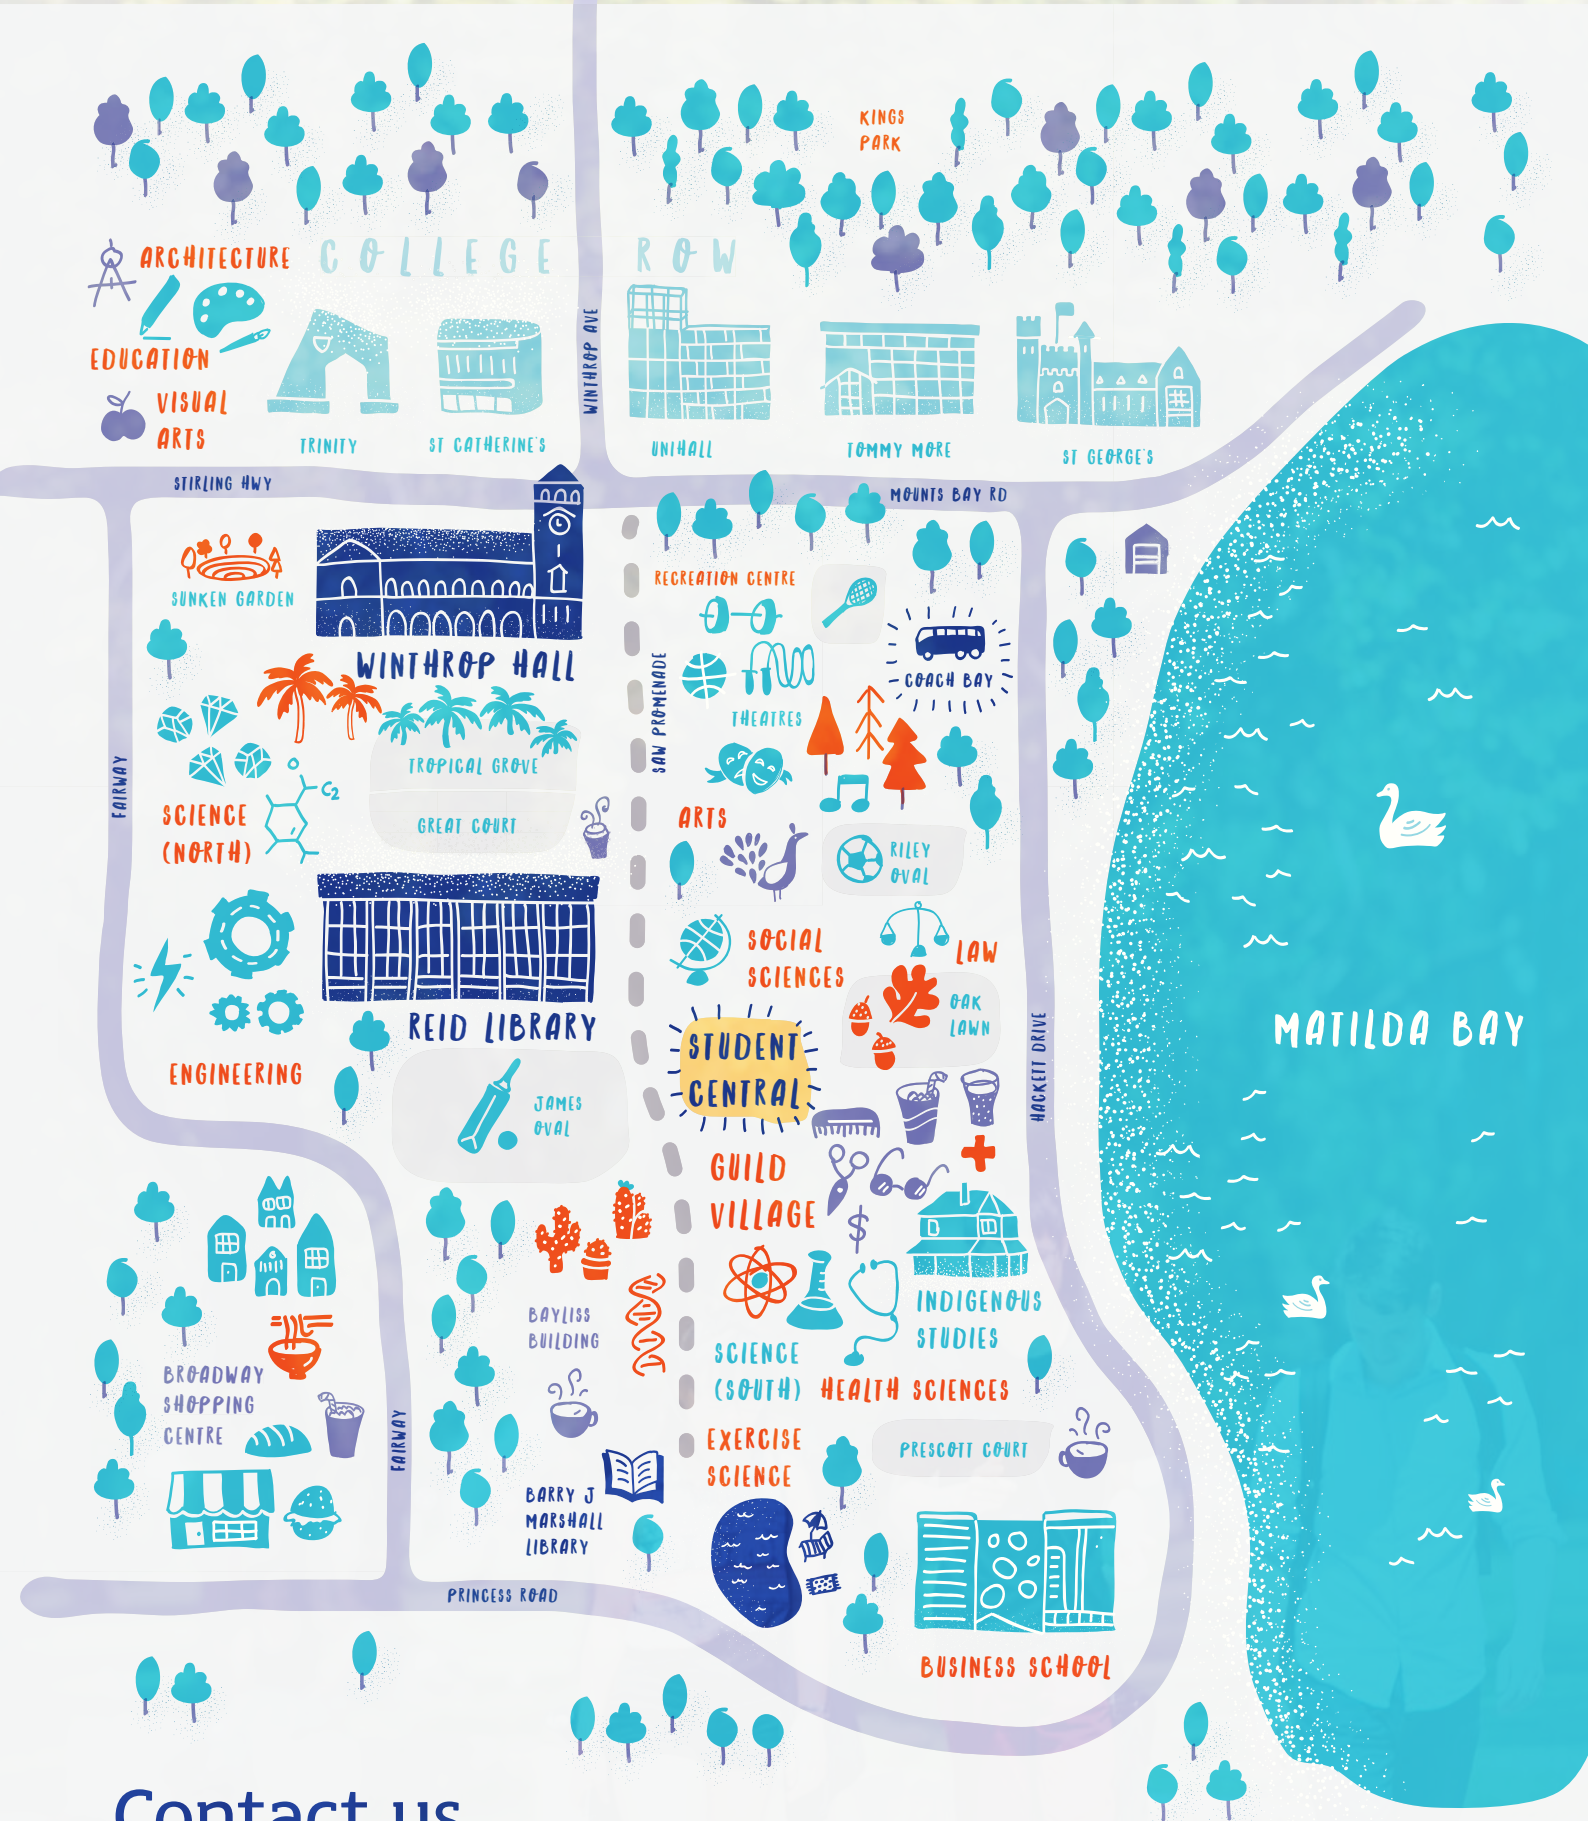 KINGS
PARK
ARCHITECTURE
COLLEGE ROW
EDUCATION
VISUAL
ARTS
WINTHROP AVE
TRINITY
ST CATHERINE'S
UNIHALL
TOMMY MORE
ST GEORGE'S
STIRLING HWY
MOUNTS BAY RD
SUNKEN GARDEN
RECREATION CENTRE
WINTHROP HALL
COACH BAY
SAW PROMENADE
THEATRES
TROPICAL GROVE
FAIRWAY
C2
SCIENCE
(NORTH)
GREAT COURT
ARTS
RILEY
OVAL
SOCIAL
SCIENCES
LAW
REID LIBRARY
OAK
LAWN
MATILDA BAY
STUDENT
CENTRAL
HACKETT DRIVE
ENGINEERING
JAMES
OVAL
GUILD
VILLAGE
$
INDIGENOUS
STUDIES
BAYLISS
BUILDING
SCIENCE
(SOUTH)
HEALTH SCIENCES
BROADWAY
SHOPPING
CENTRE
FAIRWAY
EXERCISE
SCIENCE
PRESCOTT COURT
BARRY J
MARSHALL
LIBRARY
PRINCESS ROAD
BUSINESS SCHOOL
Contact us